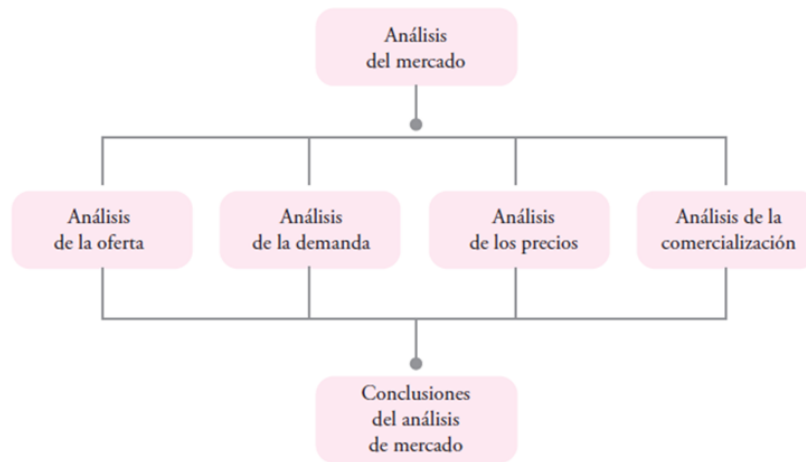 Análisis
del mercado
Análisis
de la oferta
Análisis
de la demanda
Análisis
de los precios
Análisis de la
comercialización
Conclusiones
del análisis
de mercado